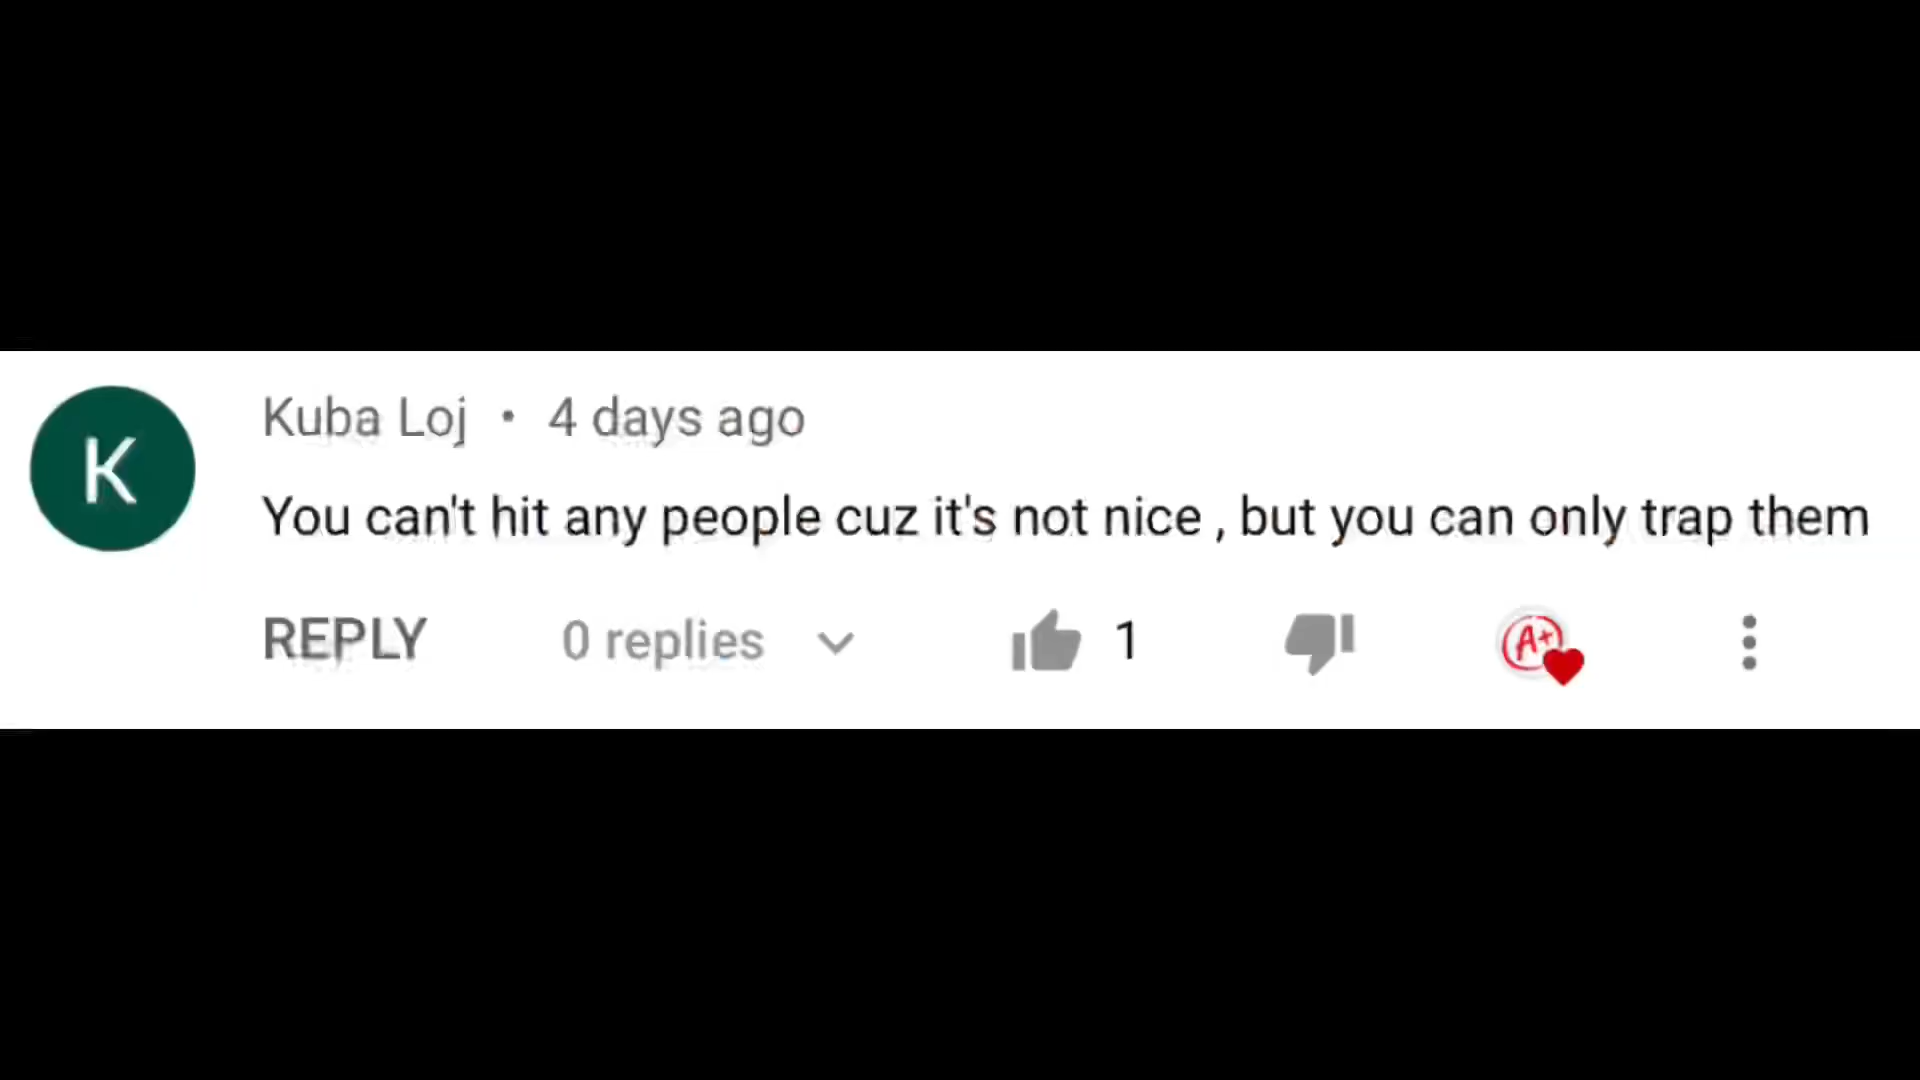 K
Kuba Loj • 4 days ago
You can't hit any people cuz it's not nice , but you can only trap them
REPLY 0 replies 1 A+